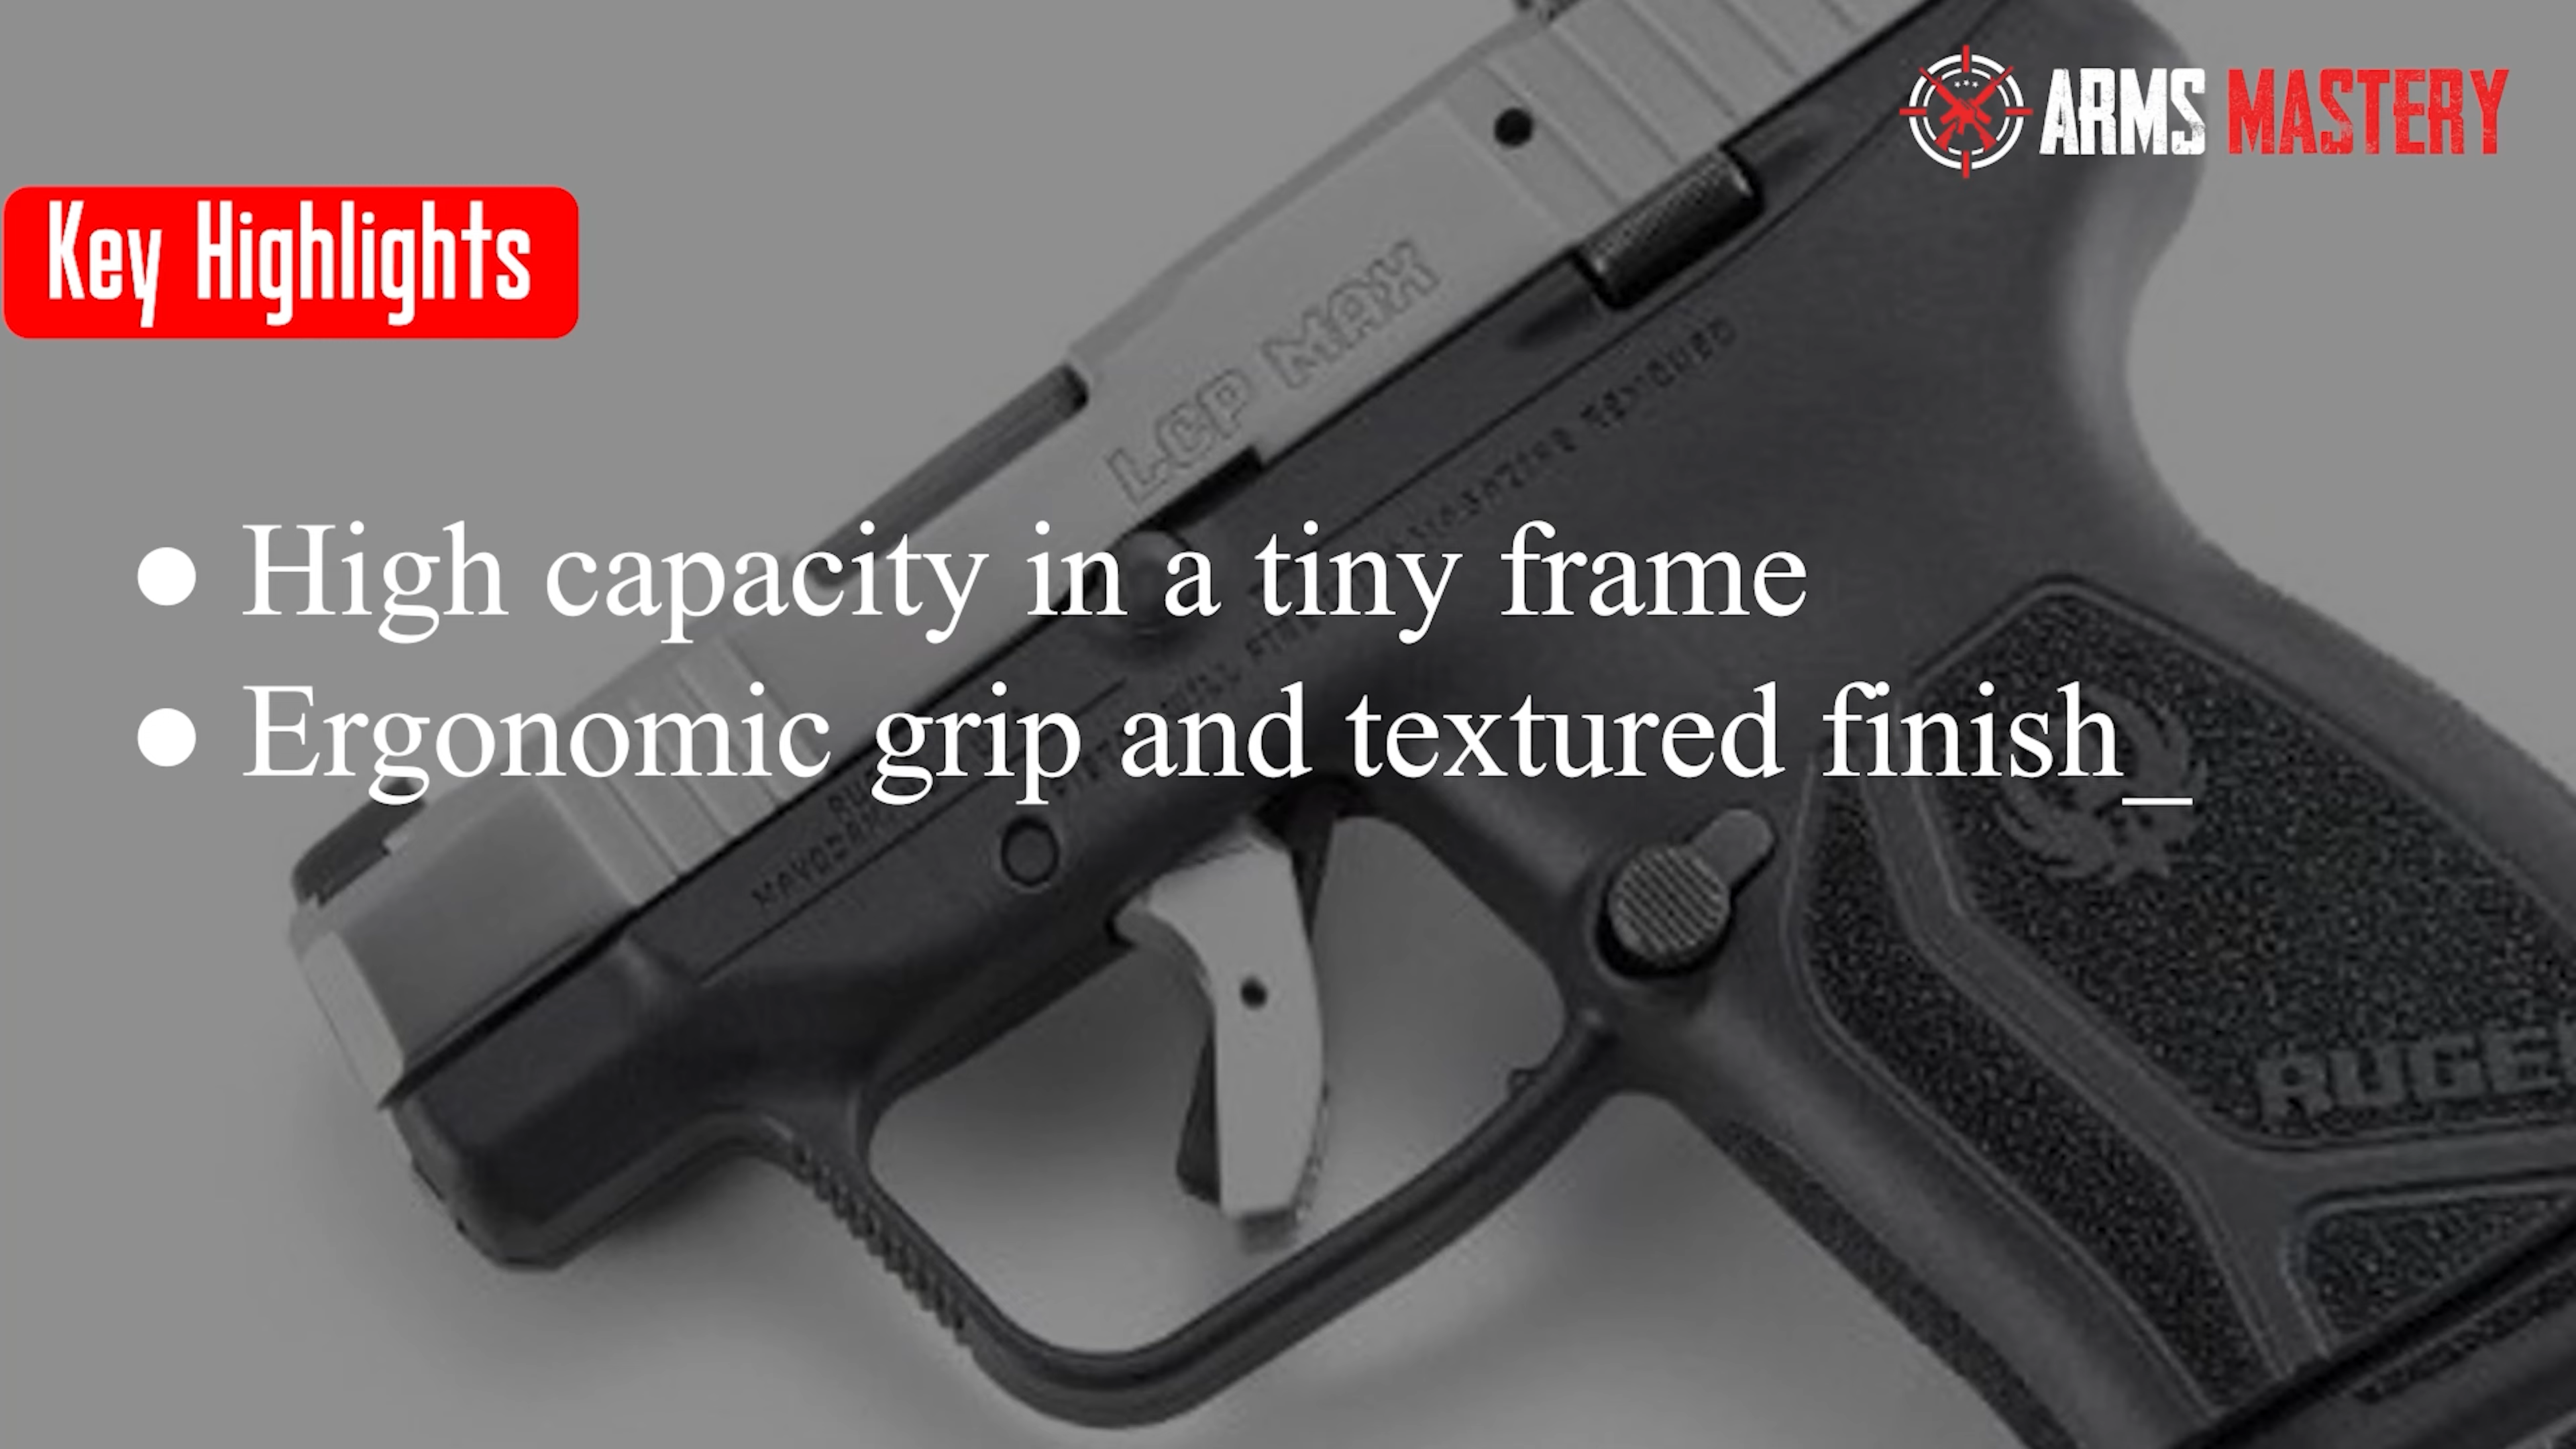 ARMS MASTERY
Key Highlights
LCP MAX
● High capacity in a tiny frame
● Ergonomic grip and textured finish_
RUGE